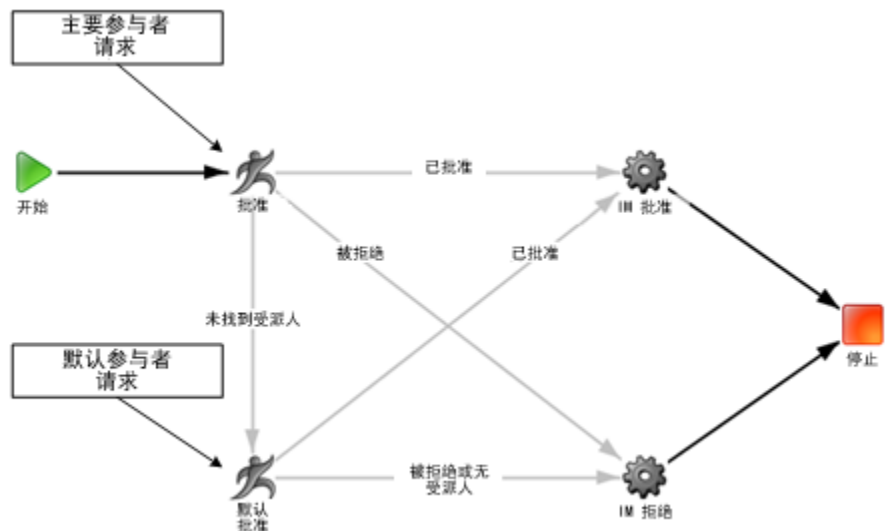 主要参与者
请求
开始
批准
已批准
IM 批准
被拒绝
已批准
未找到受派人
停止
默认参与者
请求
默认
批准
被拒绝或无
受派人
IM 拒绝